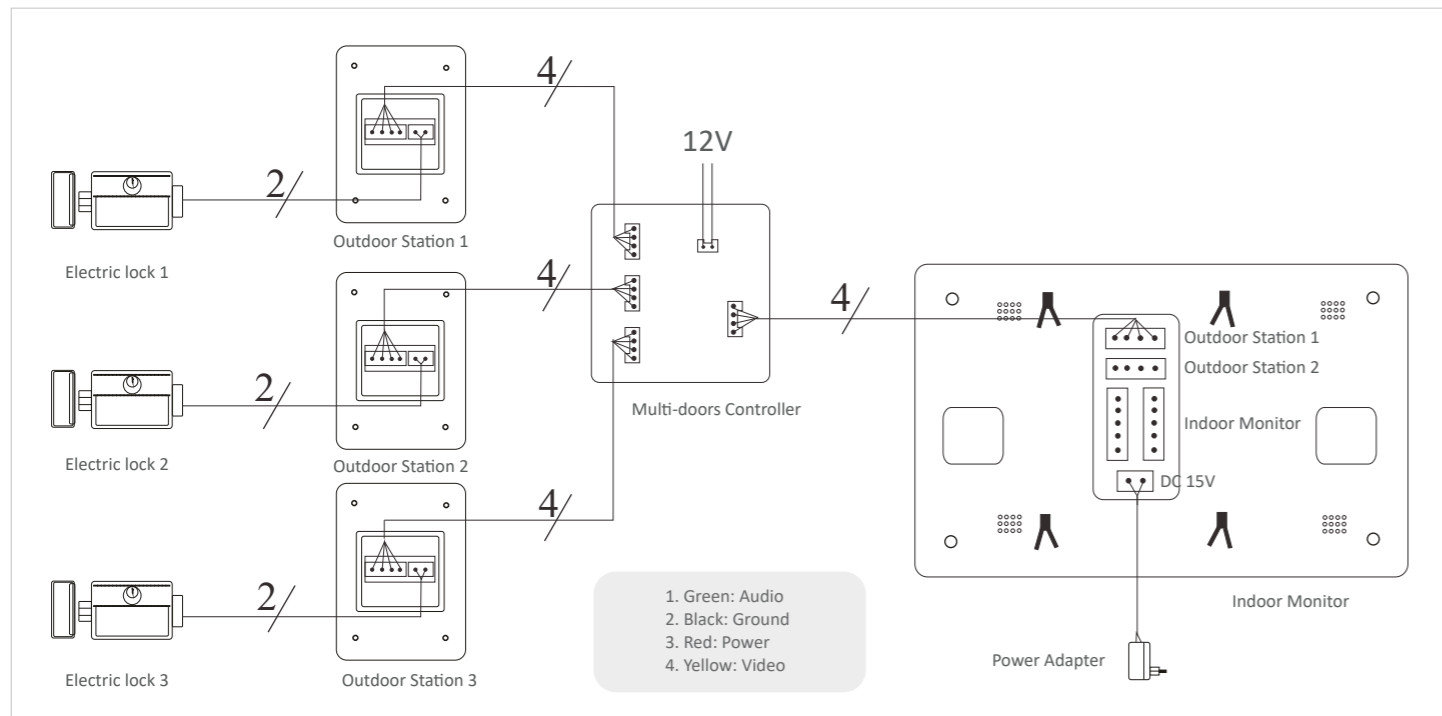 4
12V
2
Outdoor Station 1
Electric lock 1
4
4
Outdoor Station 1
Outdoor Station 2
2
Multi-doors Controller
Indoor Monitor
Electric lock 2
Outdoor Station 2
DC 15V
4
2
1. Green: Audio
2. Black: Ground
3. Red: Power
4. Yellow: Video
Indoor Monitor
Power Adapter
Electric lock 3
Outdoor Station 3